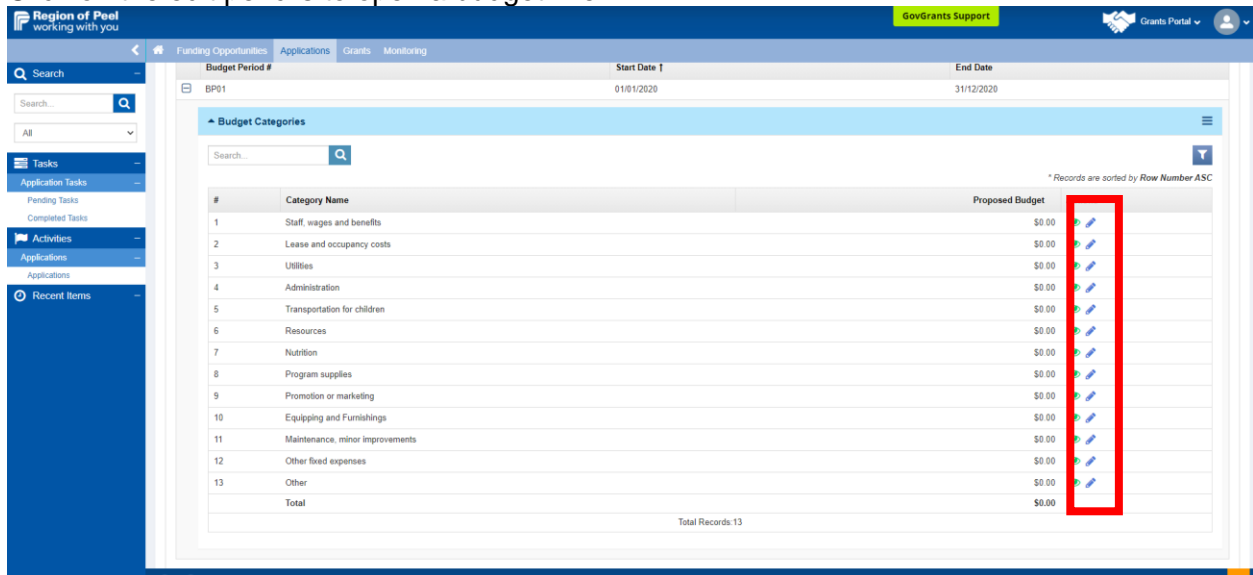 Region of Peel
working with you
GovGrants Support
Grants Portal
Funding Opportunities Applications Grants Monitoring
Search
Search...
All
Tasks
Application Tasks
Pending Tasks
Completed Tasks
Activities
Applications
Applications
Recent Items
Budget Period # Start Date ↑ End Date
BP01 01/01/2020 31/12/2020
Budget Categories
Search...
* Records are sorted by Row Number ASC
# Category Name Proposed Budget
1 Staff, wages and benefits $0.00
2 Lease and occupancy costs $0.00
3 Utilities $0.00
4 Administration $0.00
5 Transportation for children $0.00
6 Resources $0.00
7 Nutrition $0.00
8 Program supplies $0.00
9 Promotion or marketing $0.00
10 Equipping and Furnishings $0.00
11 Maintenance, minor improvements $0.00
12 Other fixed expenses $0.00
13 Other $0.00
Total $0.00
Total Records:13